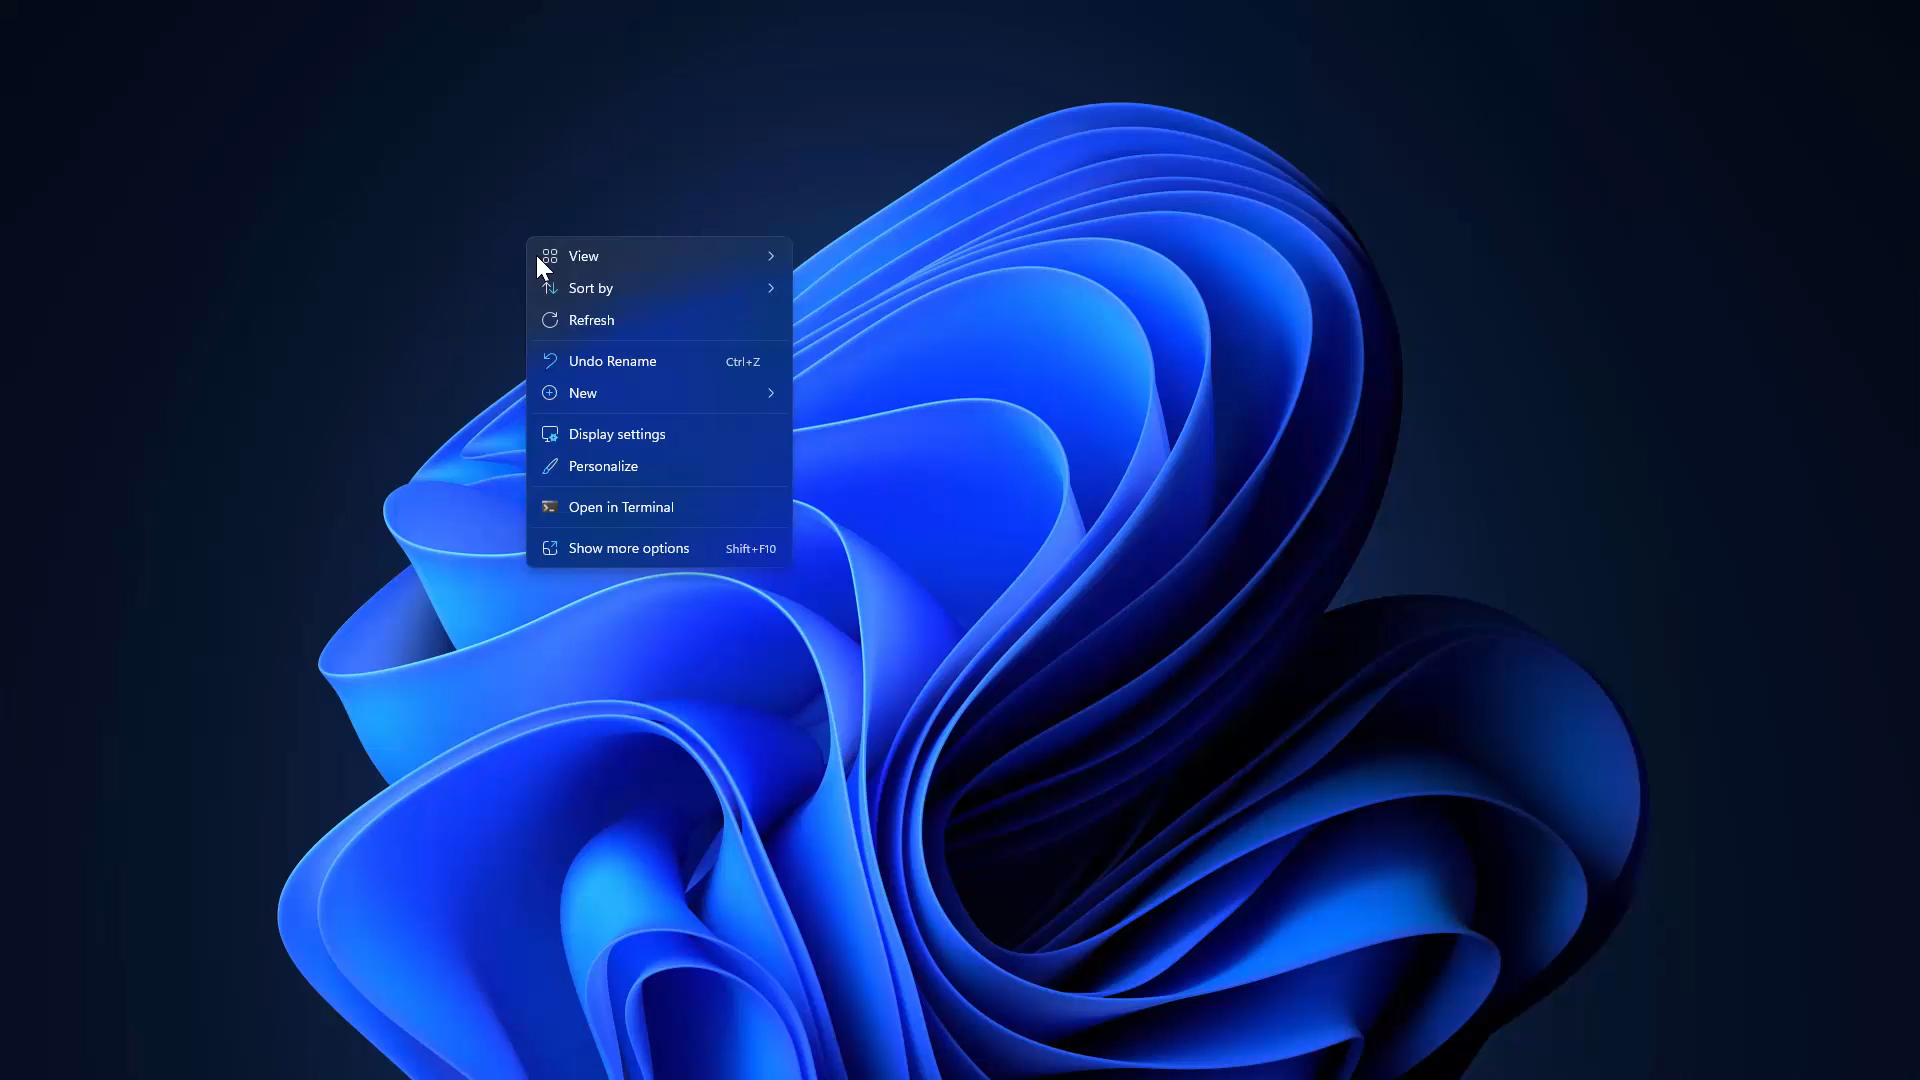 View
Sort by
Refresh
Undo Rename Ctrl+Z
New
Display settings
Personalize
Open in Terminal
Show more options Shift+F10